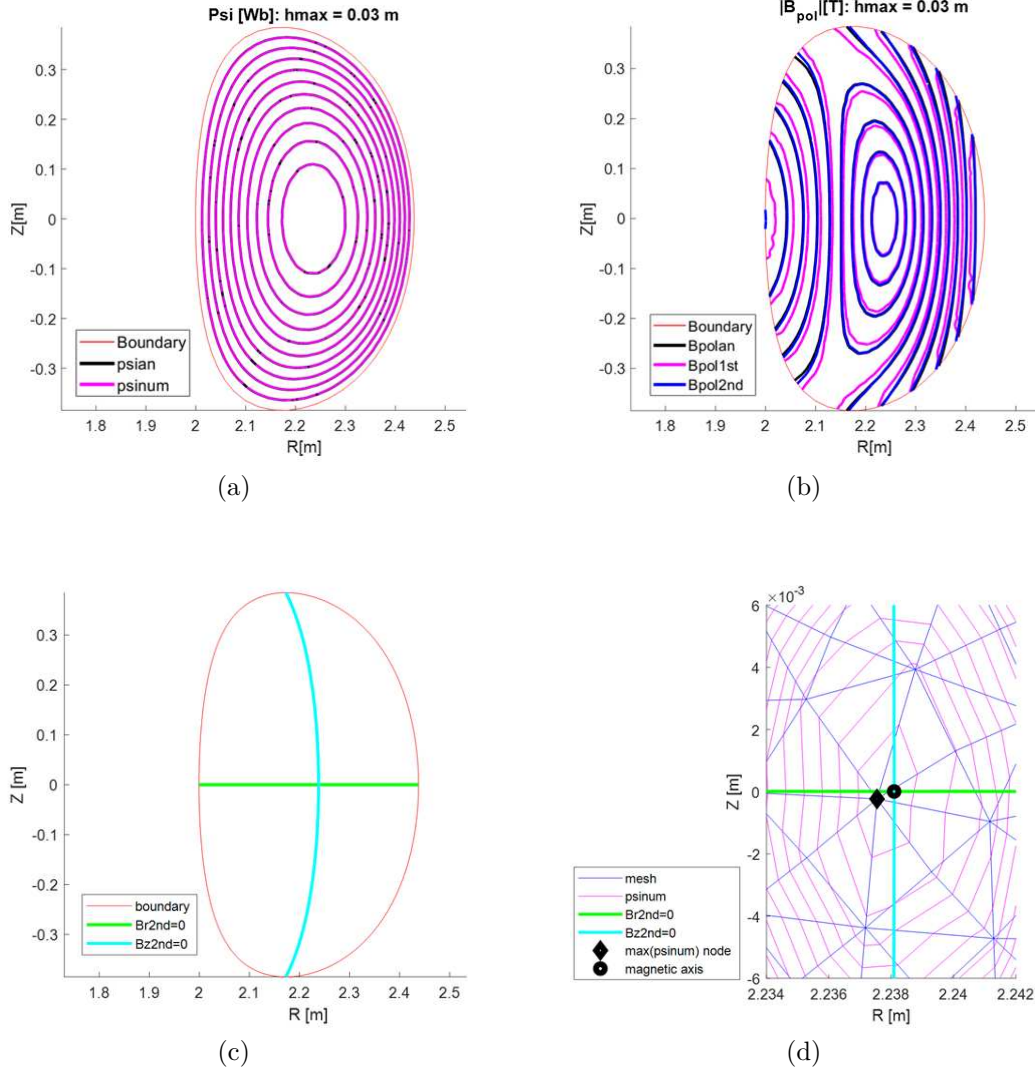 Psi [Wb]: hmax = 0.03 m
0.3
0.2
0.1
0
-0.1
-0.2
-0.3
Z[m]
Boundary
psian
psinum
1.8
1.9
2
2.1
2.2
2.3
2.4
2.5
R[m]
(a)
|B_pol|[T]: hmax = 0.03 m
0.3
0.2
0.1
0
-0.1
-0.2
-0.3
Z[m]
Boundary
Bpolan
Bpol1st
Bpol2nd
1.8
1.9
2
2.1
2.2
2.3
2.4
2.5
R[m]
(b)
0.3
0.2
0.1
0
-0.1
-0.2
-0.3
Z [m]
boundary
Br2nd=0
Bz2nd=0
1.8
1.9
2
2.1
2.2
2.3
2.4
2.5
R [m]
(c)
×10^-3
6
4
2
0
-2
-4
-6
Z [m]
mesh
psinum
Br2nd=0
Bz2nd=0
max(psinum) node
magnetic axis
2.234
2.236
2.238
2.24
2.242
R [m]
(d)